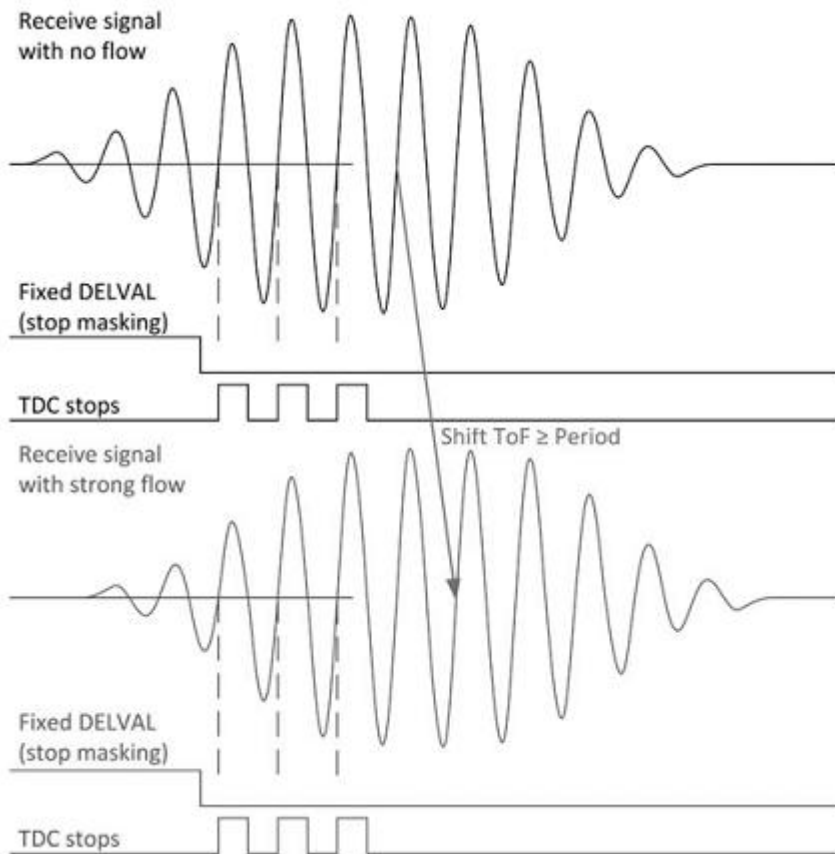 Receive signal
with no flow
Fixed DELVAL
(stop masking)
TDC stops
Shift ToF ≥ Period
Receive signal
with strong flow
Fixed DELVAL
(stop masking)
TDC stops